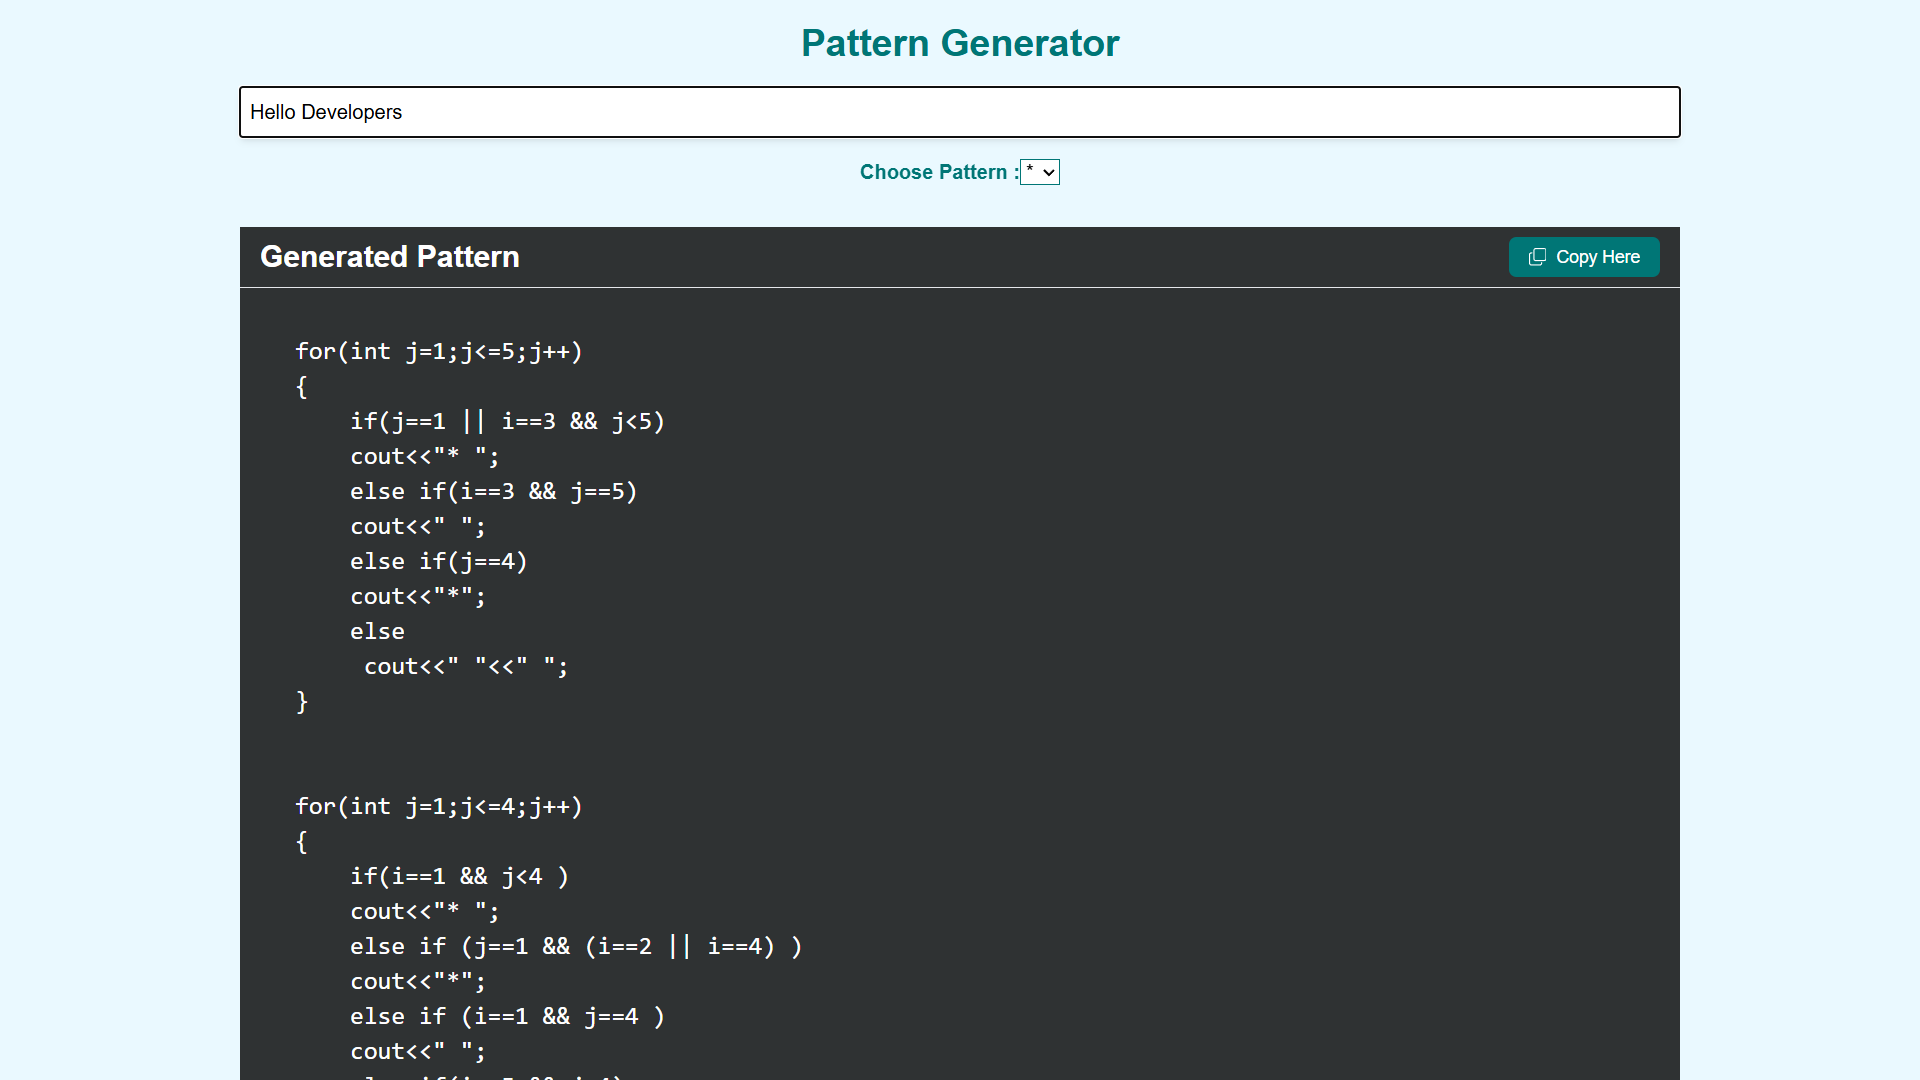 Pattern Generator
Hello Developers
Choose Pattern : *
Generated Pattern
Copy Here
for(int j=1;j<=5;j++)
{
    if(j==1 || i==3 && j<5)
    cout<<"* ";
    else if(i==3 && j==5)
    cout<<" ";
    else if(j==4)
    cout<<"*";
    else
     cout<<" "<<" ";
}
for(int j=1;j<=4;j++)
{
    if(i==1 && j<4 )
    cout<<"* ";
    else if (j==1 && (i==2 || i==4) )
    cout<<"*";
    else if (i==1 && j==4 )
    cout<<" ";